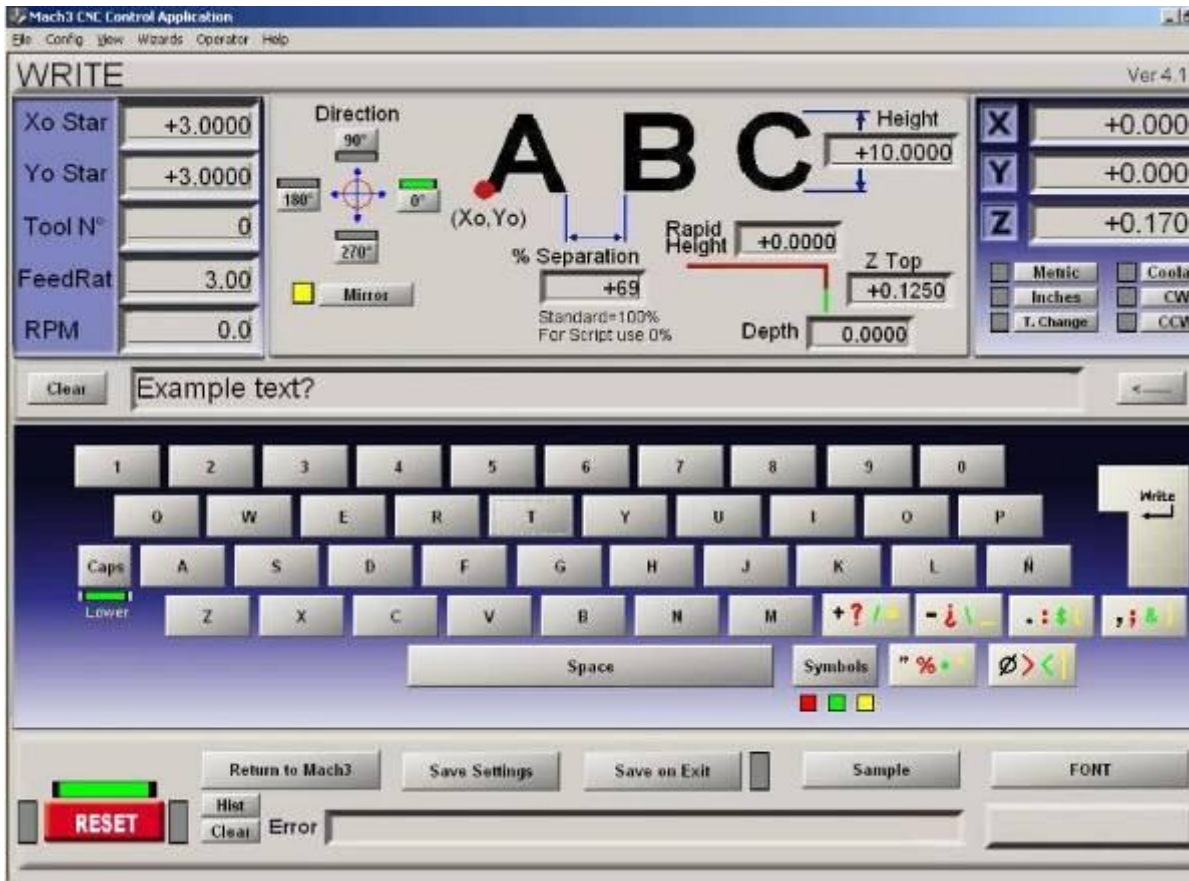 Mach3 CNC Control Application
File Config View Wizards Operator Help
WRITE
Ver 4.1
Xo Star +3.0000
Yo Star +3.0000
Tool Nº 0
FeedRat 3.00
RPM 0.0
Direction
90°
180°
0°
270°
Mirror
A B C
(Xo,Yo)
Height
+10.0000
% Separation
+69
Standard=100%
For Script use 0%
Rapid
Height +0.0000
Z Top
+0.1250
Depth 0.0000
X +0.000
Y +0.000
Z +0.170
Metric Coola
Inches CW
T. Change CCW
Clear Example text? <-----
1 2 3 4 5 6 7 8 9 0
Q W E R T Y U I O P
Write
Caps A S D F G H J K L Ñ
Lower
Z X C V B N M + ? / - ¿ \ _ . : $ , ; &
Space Symbols " % Ø > < |
Return to Mach3 Save Settings Save on Exit Sample FONT
RESET
Hist
Clear Error